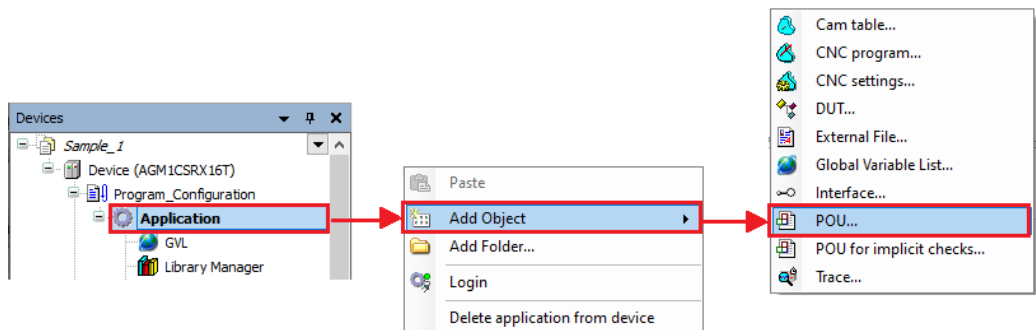 Devices
Sample_1
Device (AGM1CSRX16T)
Program_Configuration
Application
GVL
Library Manager
Paste
Add Object
Add Folder...
Login
Delete application from device
Cam table...
CNC program...
CNC settings...
DUT...
External File...
Global Variable List...
Interface...
POU...
POU for implicit checks...
Trace...